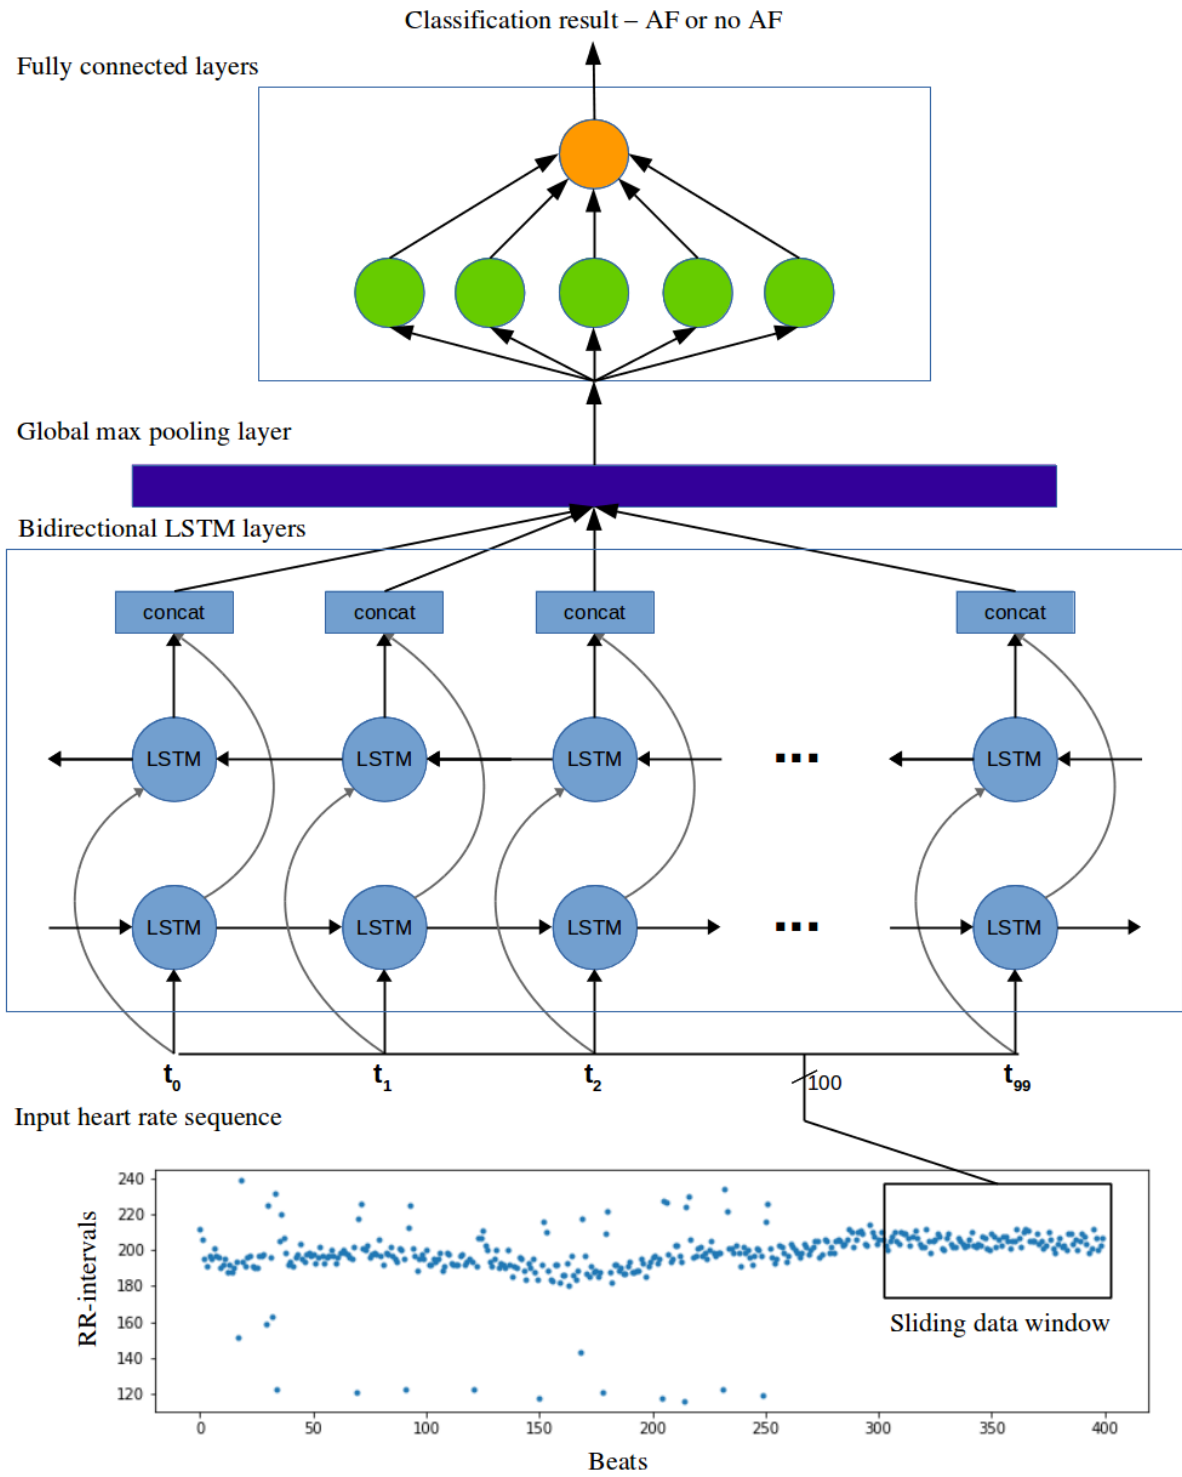 Classification result – AF or no AF
Fully connected layers
Global max pooling layer
Bidirectional LSTM layers
concat concat concat concat
LSTM LSTM LSTM ... LSTM
LSTM LSTM LSTM ... LSTM
t0 t1 t2 t99
100
Input heart rate sequence
240
220
200
180
160
140
120
RR-intervals
Sliding data window
0 50 100 150 200 250 300 350 400
Beats